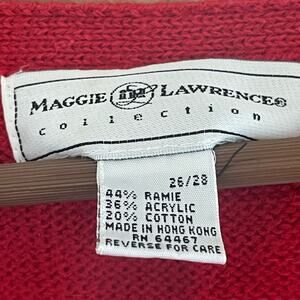 MAGGIE LAWRENCE®
collection
26/28
44% RAMIE
36% ACRYLIC
20% COTTON
MADE IN HONG KONG
RN 64467
REVERSE FOR CARE